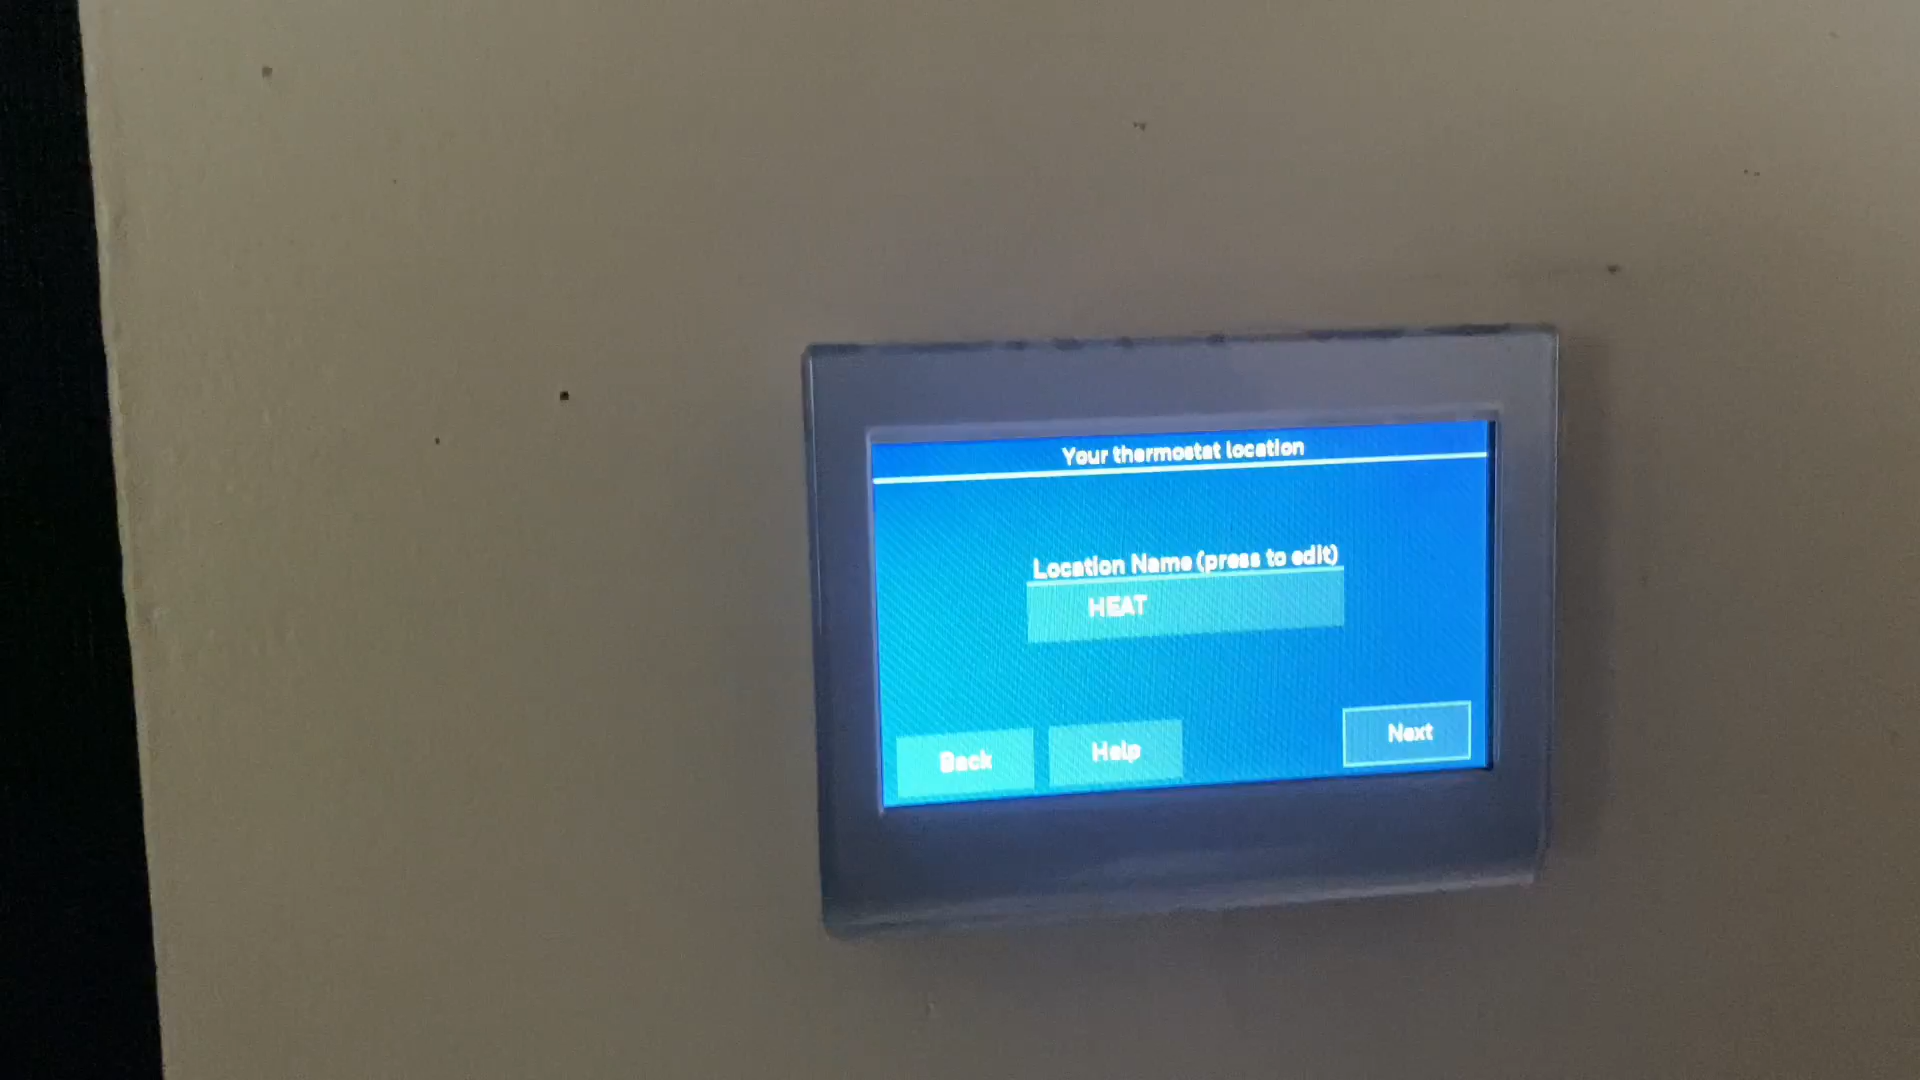 Your thermostat location
Location Name (press to edit)
HEAT
Back
Help
Next